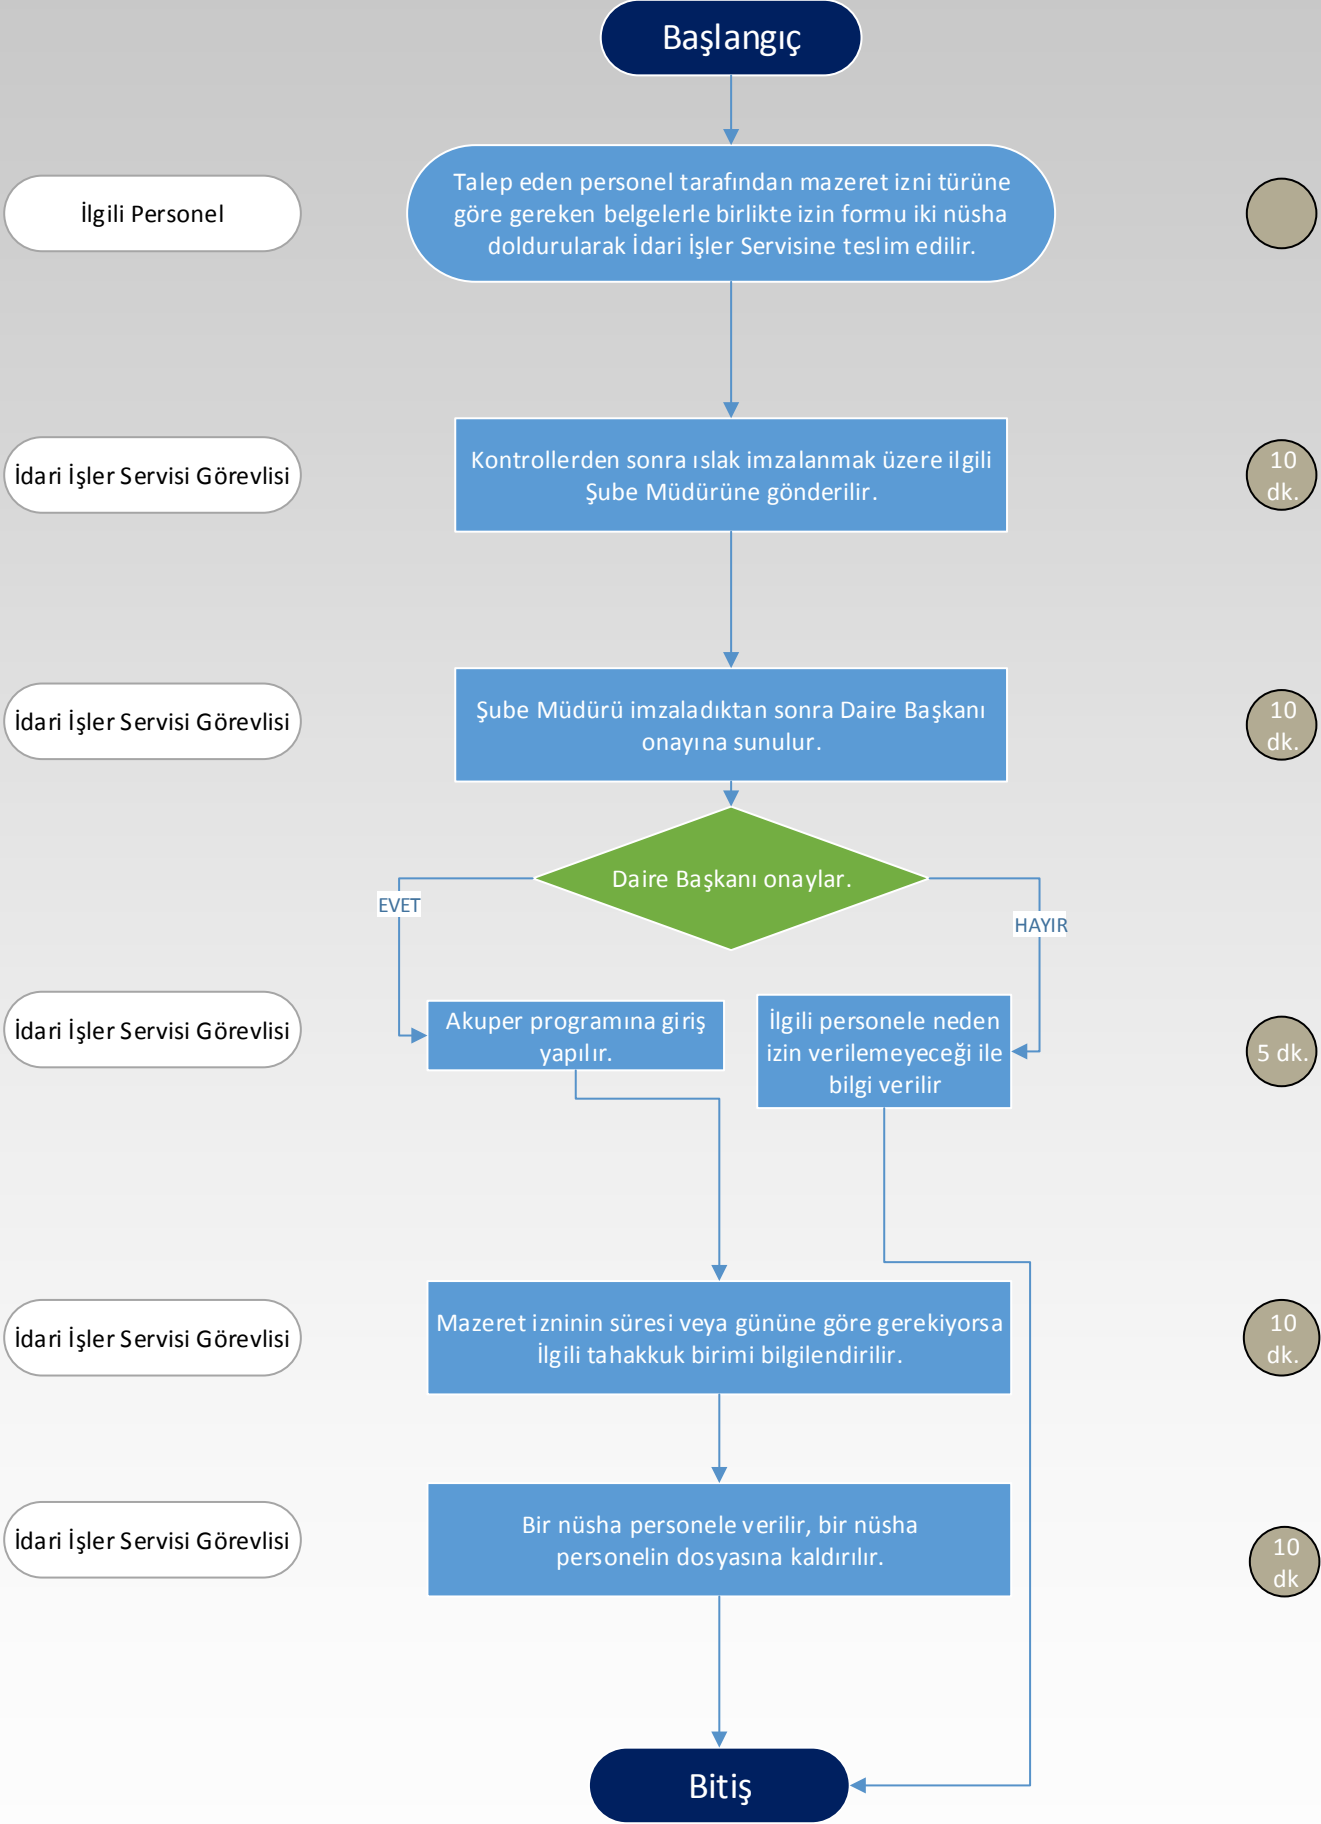 Başlangıç
İlgili Personel
Talep eden personel tarafından mazeret izni türüne
göre gereken belgelerle birlikte izin formu iki nüsha
doldurularak İdari İşler Servisine teslim edilir.
İdari İşler Servisi Görevlisi
Kontrollerden sonra ıslak imzalanmak üzere ilgili
Şube Müdürüne gönderilir.
10
dk.
İdari İşler Servisi Görevlisi
Şube Müdürü imzaladıktan sonra Daire Başkanı
onayına sunulur.
10
dk.
Daire Başkanı onaylar.
EVET
HAYIR
İdari İşler Servisi Görevlisi
Akuper programına giriş
yapılır.
İlgili personele neden
izin verilemeyeceği ile
bilgi verilir
5 dk.
İdari İşler Servisi Görevlisi
Mazeret izninin süresi veya gününe göre gerekiyorsa
İlgili tahakkuk birimi bilgilendirilir.
10
dk.
İdari İşler Servisi Görevlisi
Bir nüsha personele verilir, bir nüsha
personelin dosyasına kaldırılır.
10
dk
Bitiş